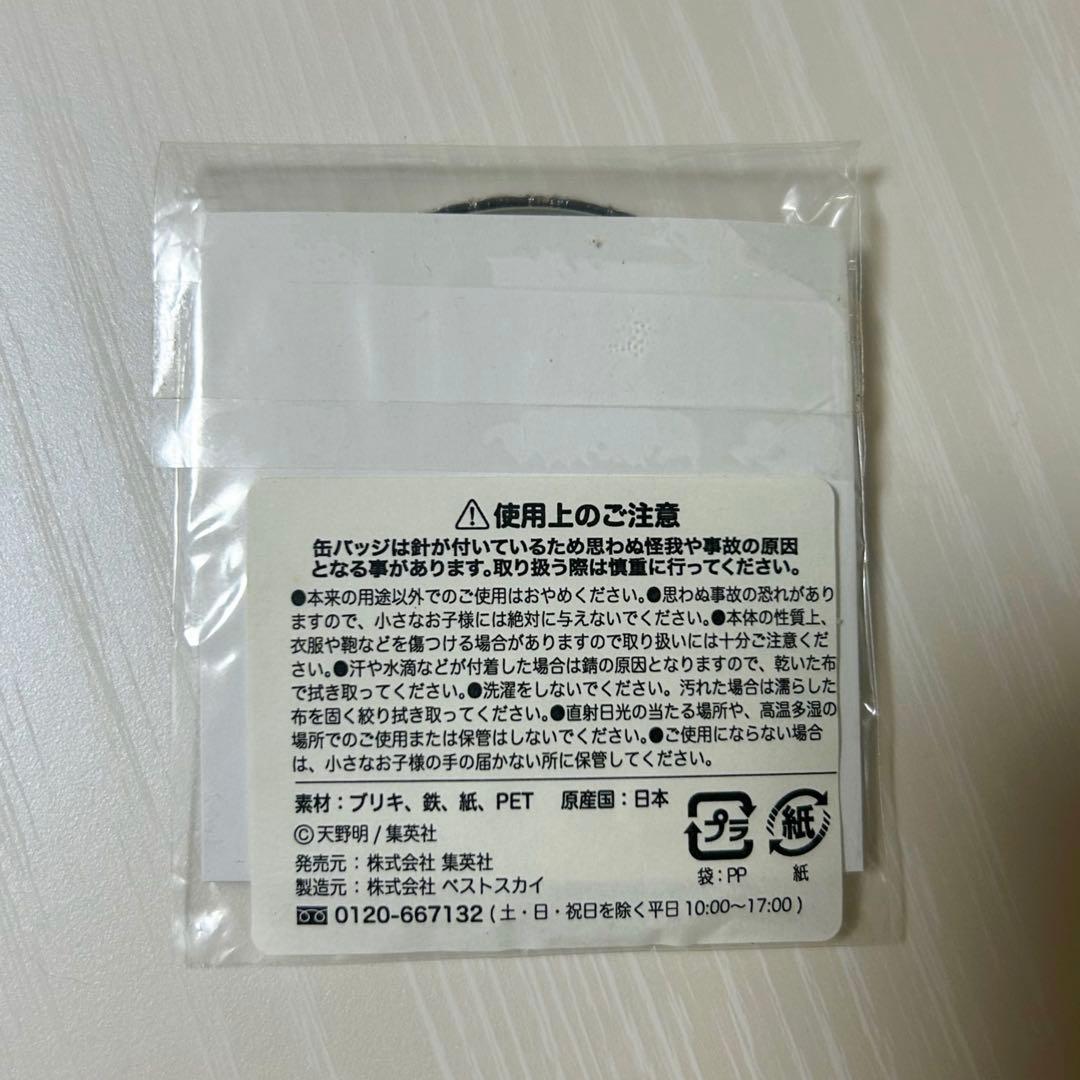 ⚠使用上のご注意
缶バッジは針が付いているため思わぬ怪我や事故の原因
となる事があります。取り扱う際は慎重に行ってください。
●本来の用途以外でのご使用はおやめください。●思わぬ事故の恐れがあり
ますので、小さなお子様には絶対に与えないでください。●本体の性質上、
衣服や鞄などを傷つける場合がありますので取り扱いには十分ご注意くだ
さい。●汗や水滴などが付着した場合は錆の原因となりますので、乾いた布
で拭き取ってください。●洗濯をしないでください。汚れた場合は濡らした
布を固く絞り拭き取ってください。●直射日光の当たる場所や、高温多湿の
場所でのご使用または保管はしないでください。●ご使用にならない場合
は、小さなお子様の手の届かない所に保管してください。
素材：ブリキ、鉄、紙、PET 原産国：日本
©天野明/集英社
発売元：株式会社 集英社
製造元：株式会社 ベストスカイ
0120-667132（土・日・祝日を除く平日10:00〜17:00）
プラ
袋：PP
紙
紙